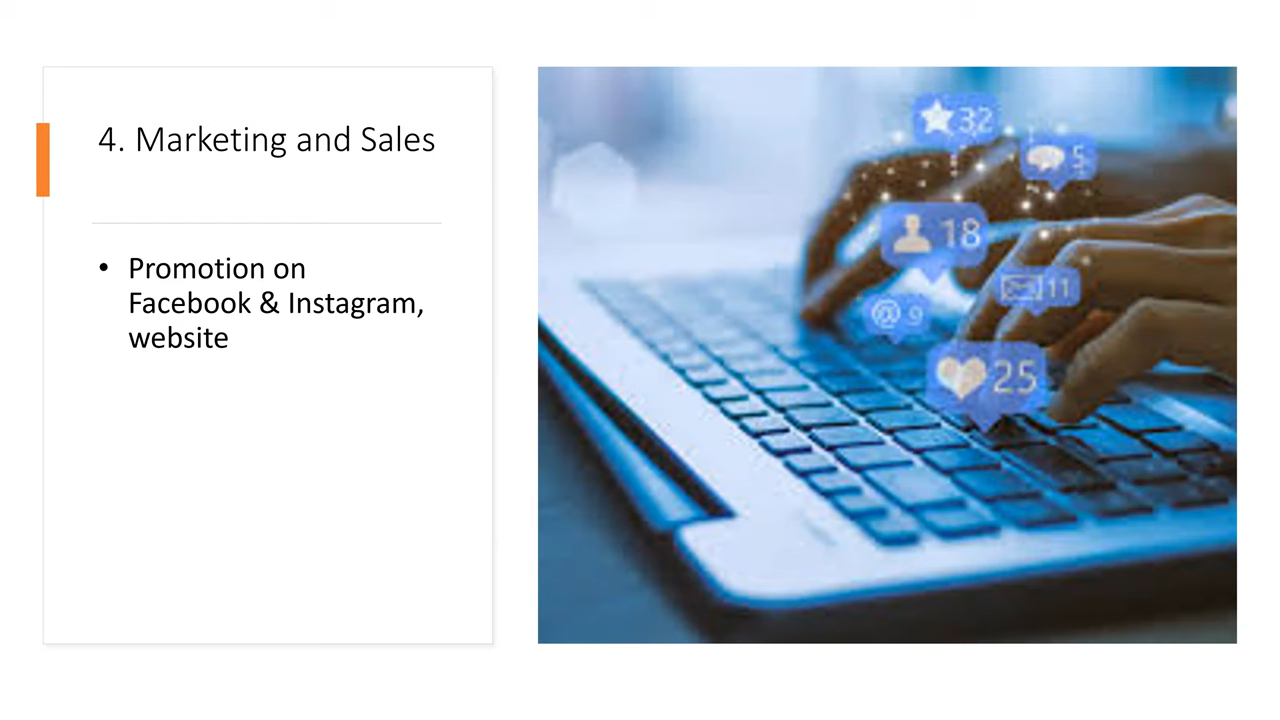 4. Marketing and Sales
• Promotion on
Facebook & Instagram,
website
32
5
18
11
@ 9
25